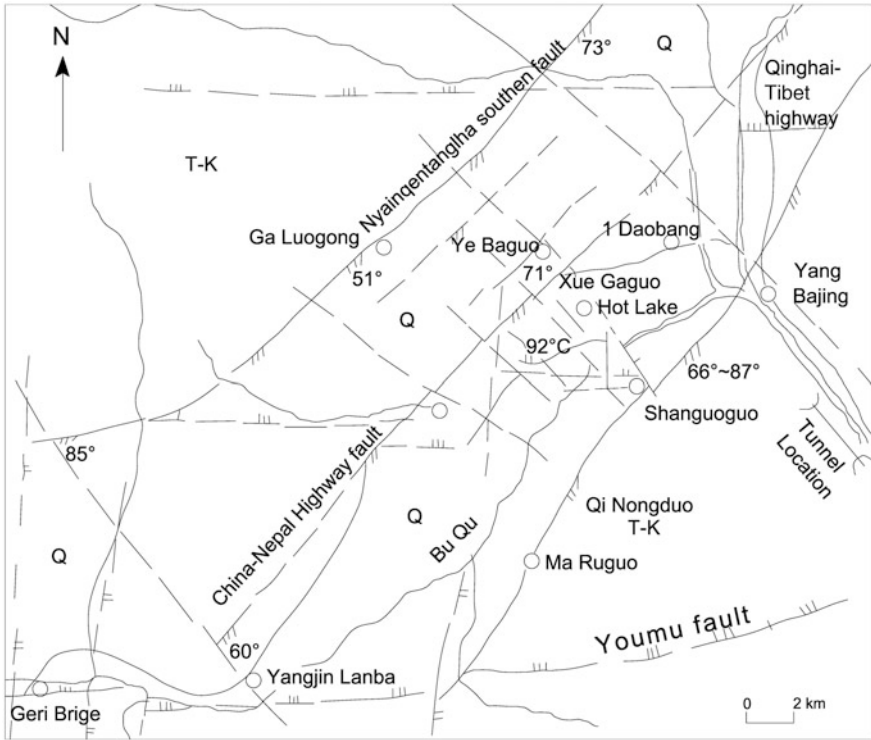 N
73°
Q
Qinghai-
Tibet
highway
Nyainqentanglha southen fault
T-K
Ga Luogong
Ye Baguo
1 Daobang
51°
71°
Xue Gaguo
Hot Lake
Yang
Bajing
Q
92°C
66°~87°
Shanguoguo
85°
China-Nepal Highway fault
Tunnel
Location
Qi Nongduo
T-K
Q
Bu Qu
Q
Ma Ruguo
Youmu fault
60°
Yangjin Lanba
Geri Brige
0 2 km